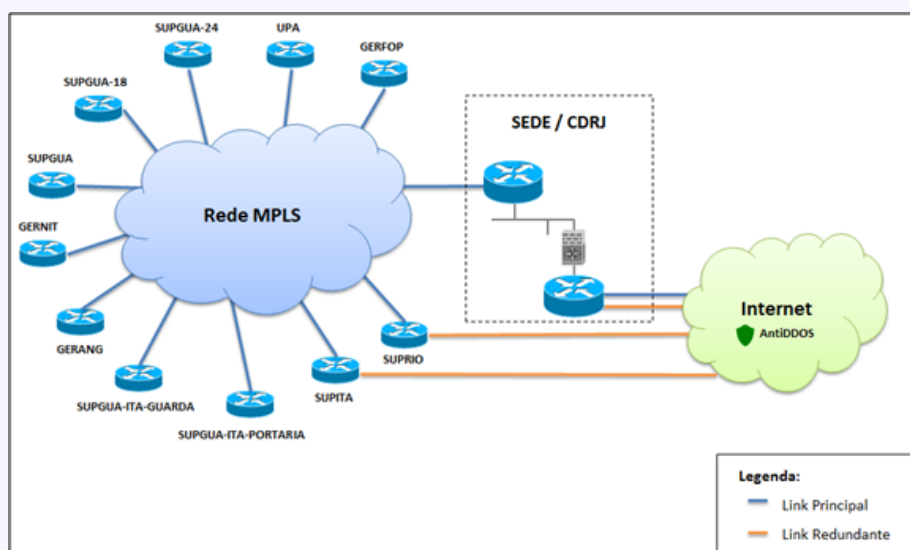 SUPGUA-24
UPA
GERFOP
SUPGUA-18
SEDE / CDRJ
SUPGUA
Rede MPLS
GERNIT
Internet
AntiDDOS
GERANG
SUPRIO
SUPITA
SUPGUA-ITA-GUARDA
SUPGUA-ITA-PORTARIA
Legenda:
Link Principal
Link Redundante